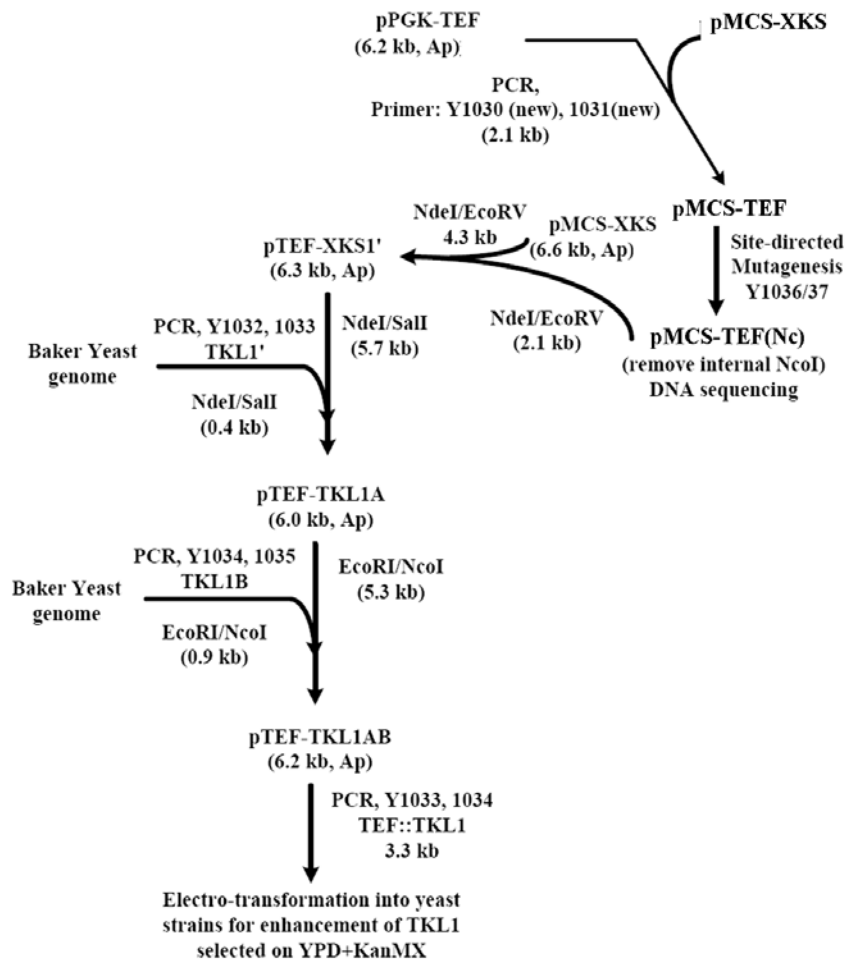 pPGK-TEF
(6.2 kb, Ap)
pMCS-XKS
PCR,
Primer: Y1030 (new), 1031(new)
(2.1 kb)
pMCS-TEF
Site-directed
Mutagenesis
Y1036/37
pMCS-TEF(Nc)
(remove internal NcoI)
DNA sequencing
NdeI/EcoRV
4.3 kb
pMCS-XKS
(6.6 kb, Ap)
NdeI/EcoRV
(2.1 kb)
pTEF-XKS1'
(6.3 kb, Ap)
NdeI/SalI
(5.7 kb)
PCR, Y1032, 1033
TKL1'
Baker Yeast
genome
NdeI/SalI
(0.4 kb)
pTEF-TKL1A
(6.0 kb, Ap)
EcoRI/NcoI
(5.3 kb)
PCR, Y1034, 1035
TKL1B
Baker Yeast
genome
EcoRI/NcoI
(0.9 kb)
pTEF-TKL1AB
(6.2 kb, Ap)
PCR, Y1033, 1034
TEF::TKL1
3.3 kb
Electro-transformation into yeast
strains for enhancement of TKL1
selected on YPD+KanMX